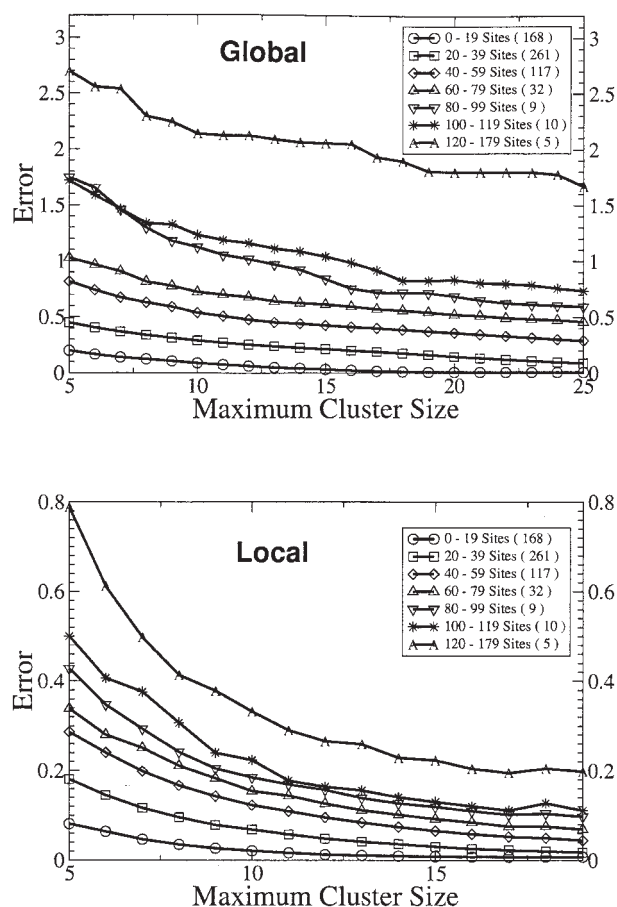 Global
0 - 19 Sites ( 168 )
20 - 39 Sites ( 261 )
40 - 59 Sites ( 117 )
60 - 79 Sites ( 32 )
80 - 99 Sites ( 9 )
100 - 119 Sites ( 10 )
120 - 179 Sites ( 5 )
3 3
2.5 2.5
2 2
1.5 1.5
1 1
0.5 0.5
0 0
Error
5 10 15 20 25
Maximum Cluster Size
Local
0 - 19 Sites ( 168 )
20 - 39 Sites ( 261 )
40 - 59 Sites ( 117 )
60 - 79 Sites ( 32 )
80 - 99 Sites ( 9 )
100 - 119 Sites ( 10 )
120 - 179 Sites ( 5 )
0.8 0.8
0.6 0.6
0.4 0.4
0.2 0.2
0 0
Error
5 10 15
Maximum Cluster Size